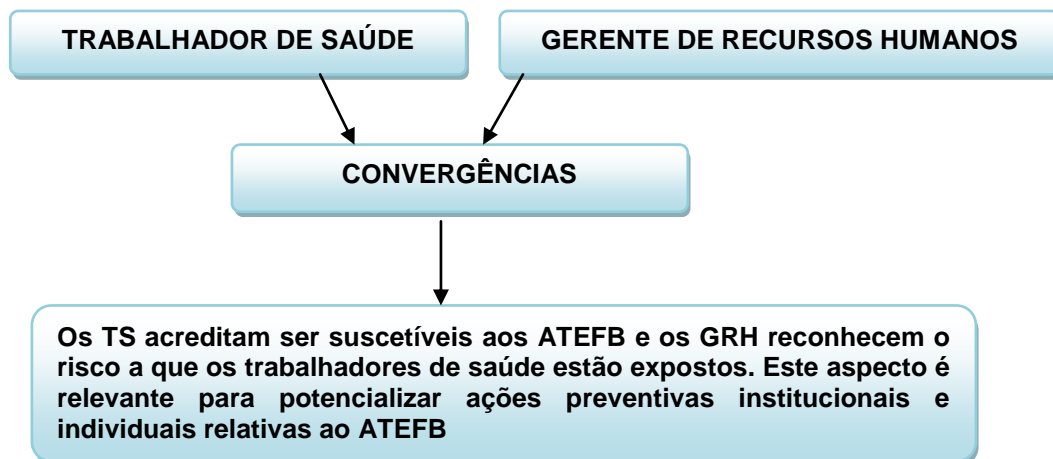 TRABALHADOR DE SAÚDE
GERENTE DE RECURSOS HUMANOS
CONVERGÊNCIAS
Os TS acreditam ser suscetíveis aos ATEFB e os GRH reconhecem o
risco a que os trabalhadores de saúde estão expostos. Este aspecto é
relevante para potencializar ações preventivas institucionais e
individuais relativas ao ATEFB